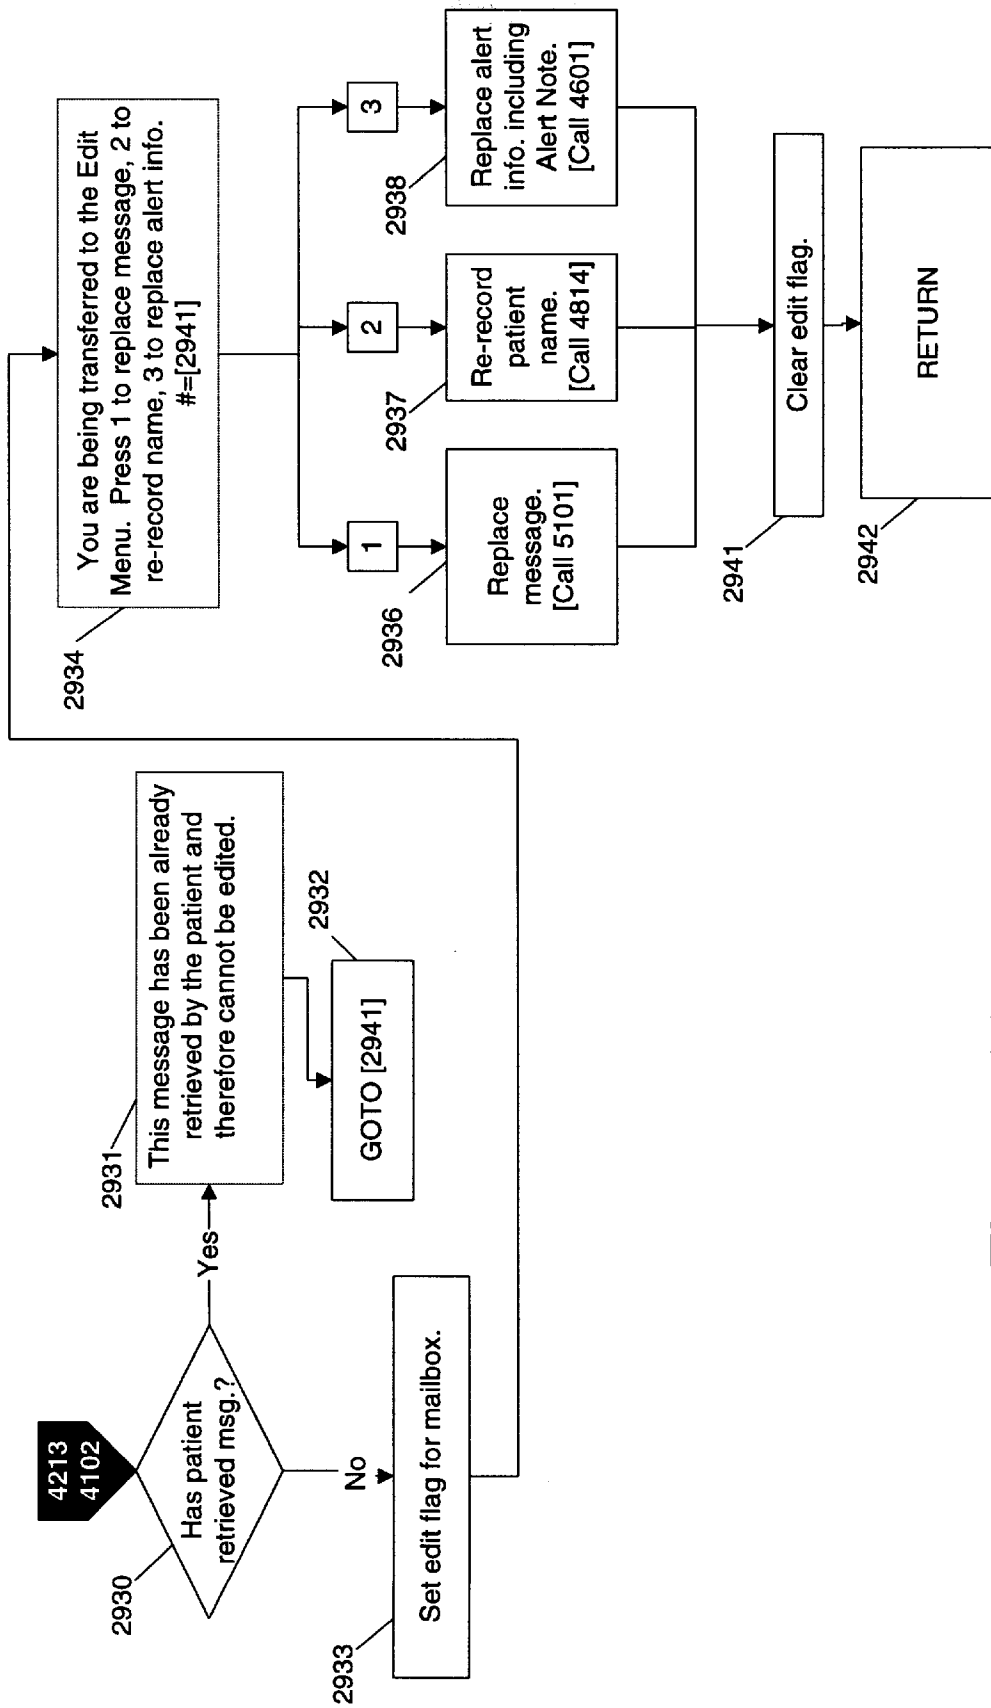 4213
4102
2930
Has patient
retrieved msg.?
Yes
No
2931
This message has been already
retrieved by the patient and
therefore cannot be edited.
2932
GOTO [2941]
2933
Set edit flag for mailbox.
2934
You are being transferred to the Edit
Menu. Press 1 to replace message, 2 to
re-record name, 3 to replace alert info.
#=[2941]
1
2
3
2936
Replace
message.
[Call 5101]
2937
Re-record
patient
name.
[Call 4814]
2938
Replace alert
info. including
Alert Note.
[Call 4601]
2941
Clear edit flag.
2942
RETURN